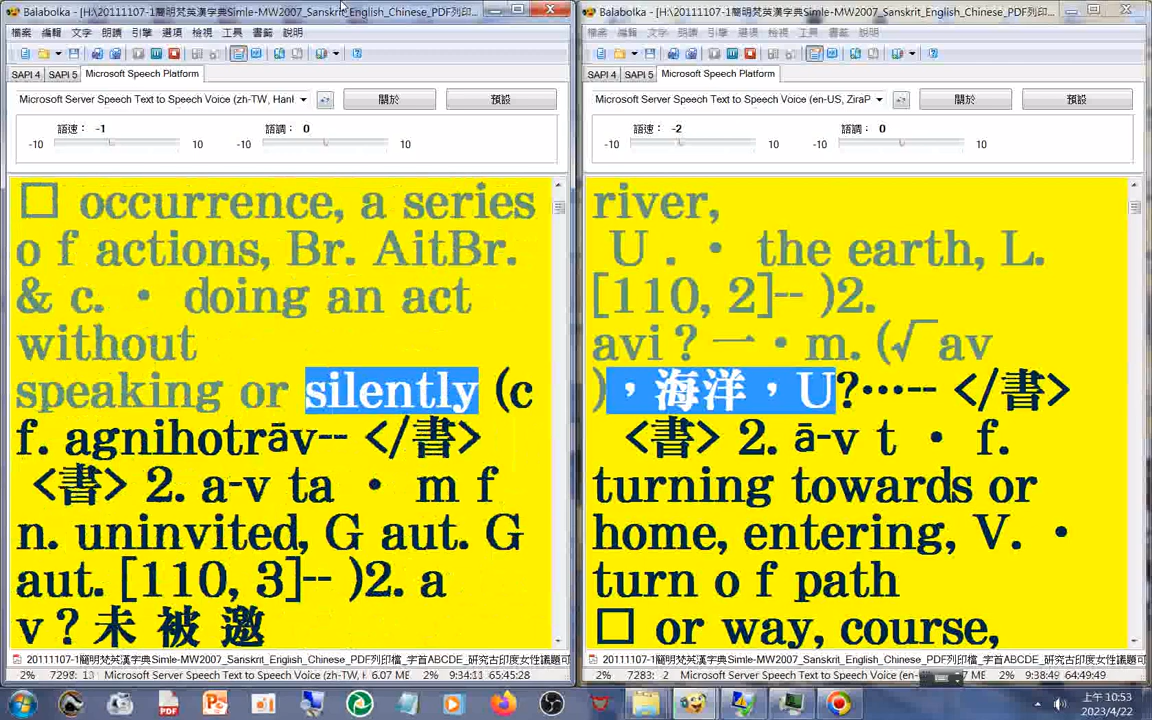 Balabolka - [H:\20111107-1簡明梵英漢字典Simle-MW2007_Sanskrit_English_Chinese_PDF列印...
檔案 編輯 文字 朗讀 引擎 選項 檢視 工具 書籤 說明
SAPI 4 SAPI 5 Microsoft Speech Platform
Microsoft Server Speech Text to Speech Voice (zh-TW, Hanl
關於 預設
語速： -1 語調： 0
-10 10 -10 10
□ occurrence, a series
o f actions, Br. AitBr.
& c. • doing an act
without
speaking or silently (c
f. agnihotrāv-- </書>
<書> 2. a-v ta • m f
n. uninvited, G aut. G
aut. [110, 3]-- )2. a
v？未 被 邀
20111107-1簡明梵英漢字典Simle-MW2007_Sanskrit_English_Chinese_PDF列印檔_字首ABCDE_研究古印度女性議題可
2% 7298: 13 Microsoft Server Speech Text to Speech Voice (zh-TW, H 6.07 ME 2% 9:34:11 65:45:28
Balabolka - [H:\20111107-1簡明梵英漢字典Simle-MW2007_Sanskrit_English_Chinese_PDF列印...
檔案 編輯 文字 朗讀 引擎 選項 檢視 工具 書籤 說明
SAPI 4 SAPI 5 Microsoft Speech Platform
Microsoft Server Speech Text to Speech Voice (en-US, ZiraP
關於 預設
語速： -2 語調： 0
-10 10 -10 10
river,
U . • the earth, L.
[110, 2]-- )2.
avi？一 • m. (√av
)，海洋，U?…-- </書>
<書> 2. ā-v t • f.
turning towards or
home, entering, V. •
turn o f path
□ or way, course,
20111107-1簡明梵英漢字典Simle-MW2007_Sanskrit_English_Chinese_PDF列印檔_字首ABCDE_研究古印度女性議題可
2% 7283: 2 Microsoft Server Speech Text to Speech Voice (en-U 2% 9:38:49 64:49:49
上午 10:53
2023/4/22